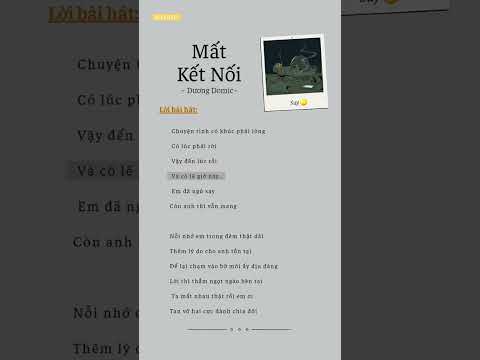 Mất
Kết Nối
- Dương Domic -
Lời bài hát:
Suy
Chuyện tình có khúc phải lòng
Có lúc phải rời
Vậy đến lúc rồi
Và có lẽ giờ này..
Em đã ngủ say
Còn anh thì vẫn mang
Nỗi nhớ em trong đêm thật dài
Thêm lý do cho anh tồn tại
Để lại chạm vào bờ môi ấy dịu dàng
Lời thì thầm ngọt ngào bên tai
Ta mất nhau thật rồi em ơi
Tan vỡ hai cực đành chia đôi
Lời bài hát:
Chuyện
Có lúc phải
Vậy đến
Và có lẽ
Em đã
Còn anh
Nỗi nhớ
Thêm lý d